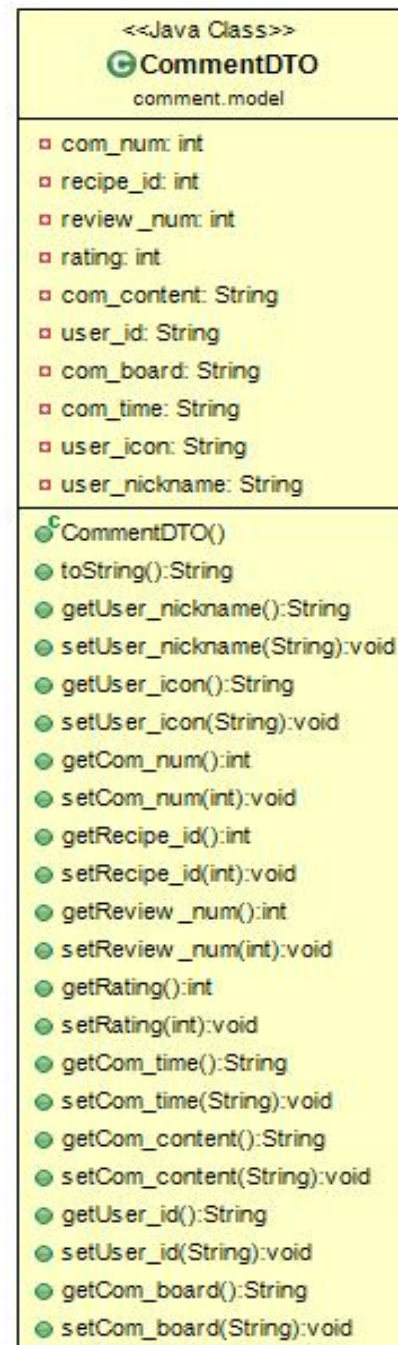 <<Java Class>>
CommentDTO
comment.model
com_num: int
recipe_id: int
review_num: int
rating: int
com_content: String
user_id: String
com_board: String
com_time: String
user_icon: String
user_nickname: String
CommentDTO()
toString():String
getUser_nickname():String
setUser_nickname(String):void
getUser_icon():String
setUser_icon(String):void
getCom_num():int
setCom_num(int):void
getRecipe_id():int
setRecipe_id(int):void
getReview_num():int
setReview_num(int):void
getRating():int
setRating(int):void
getCom_time():String
setCom_time(String):void
getCom_content():String
setCom_content(String):void
getUser_id():String
setUser_id(String):void
getCom_board():String
setCom_board(String):void